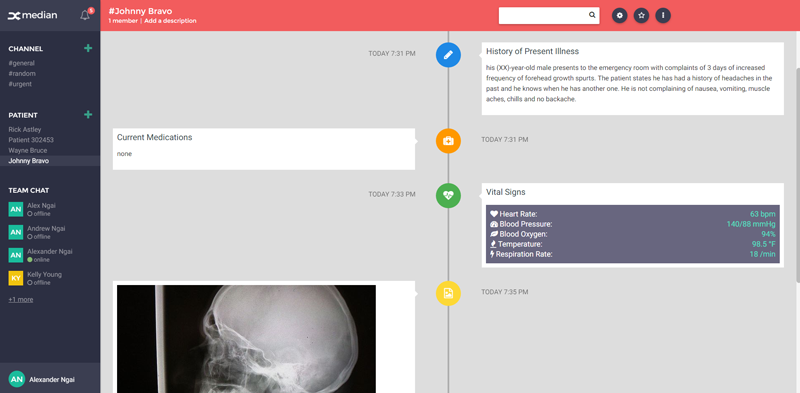 median
5
CHANNEL
#general
#random
#urgent
PATIENT
Rick Astley
Patient 302453
Wayne Bruce
Johnny Bravo
TEAM CHAT
AN
Alex Ngai
offline
AN
Andrew Ngai
offline
AN
Alexander Ngai
online
KY
Kelly Young
offline
+1 more
AN
Alexander Ngai
#Johnny Bravo
1 member | Add a description
TODAY 7:31 PM
History of Present Illness
his (XX)-year-old male presents to the emergency room with complaints of 3 days of increased
frequency of forehead growth spurts. The patient states he has had a history of headaches in the
past and he knows when he has another one. He is not complaining of nausea, vomiting, muscle
aches, chills and no backache.
Current Medications
none
TODAY 7:31 PM
TODAY 7:33 PM
Vital Signs
Heart Rate: 63 bpm
Blood Pressure: 140/88 mmHg
Blood Oxygen: 94%
Temperature: 98.5 °F
Respiration Rate: 18 /min
TODAY 7:35 PM